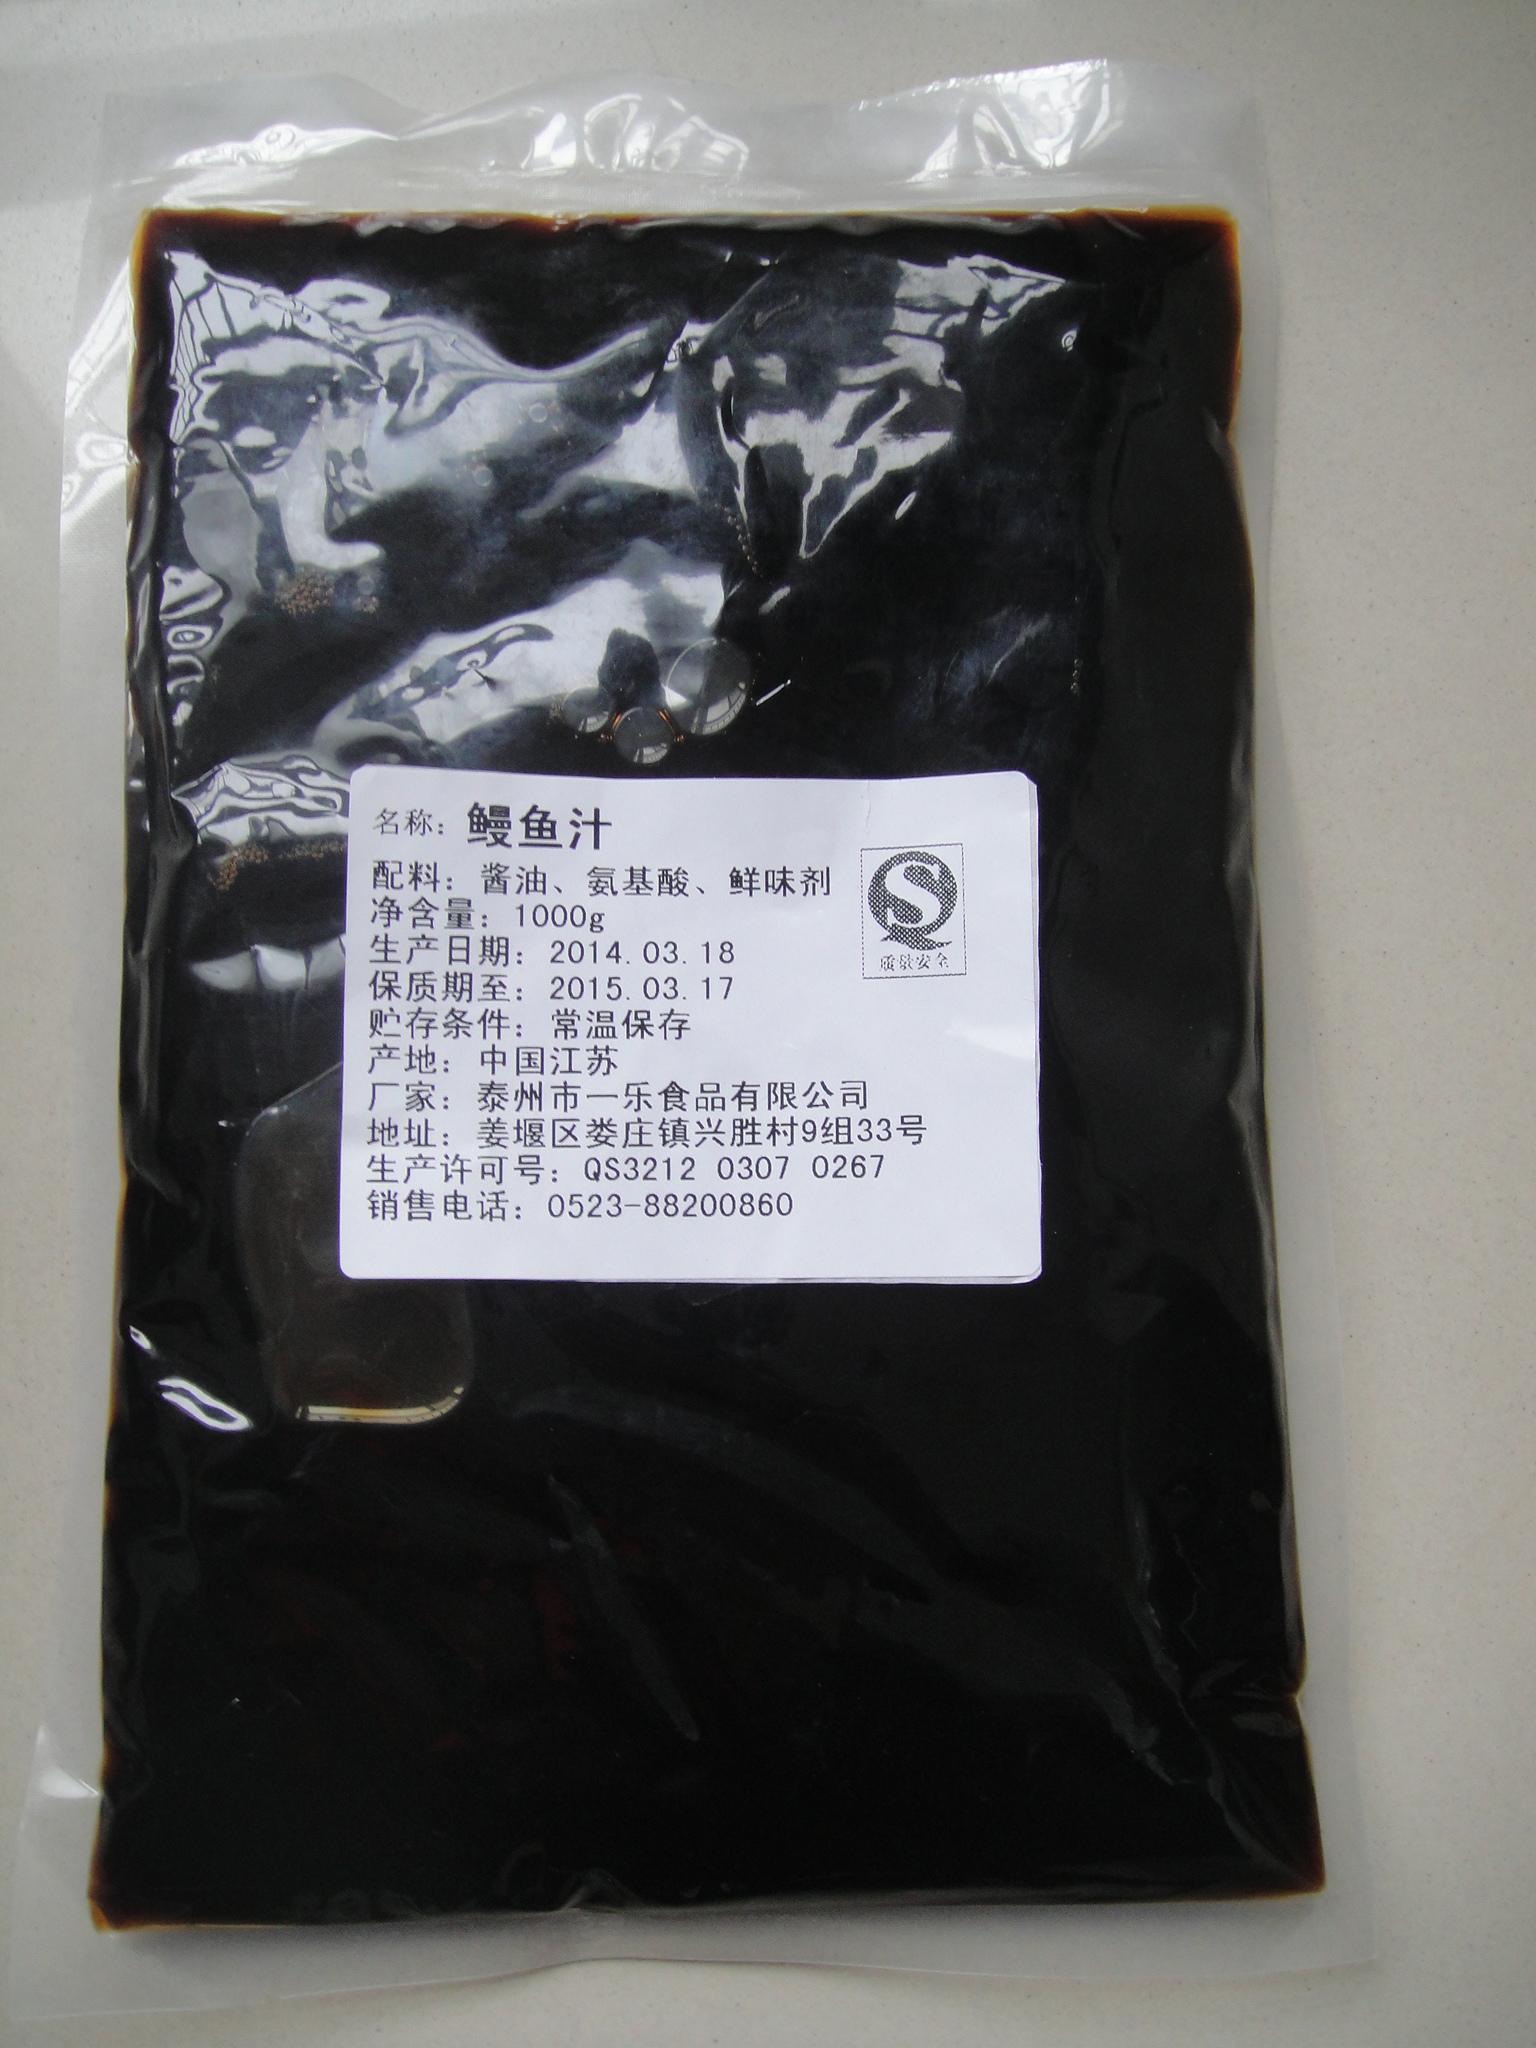 名称：鳗鱼汁
配料：酱油、氨基酸、鲜味剂
净含量：1000g
生产日期：2014.03.18
保质期至：2015.03.17
贮存条件：常温保存
产地：中国江苏
厂家：泰州市一乐食品有限公司
地址：姜堰区娄庄镇兴胜村9组33号
生产许可号：QS3212 0307 0267
销售电话：0523-88200860
QS
质量安全